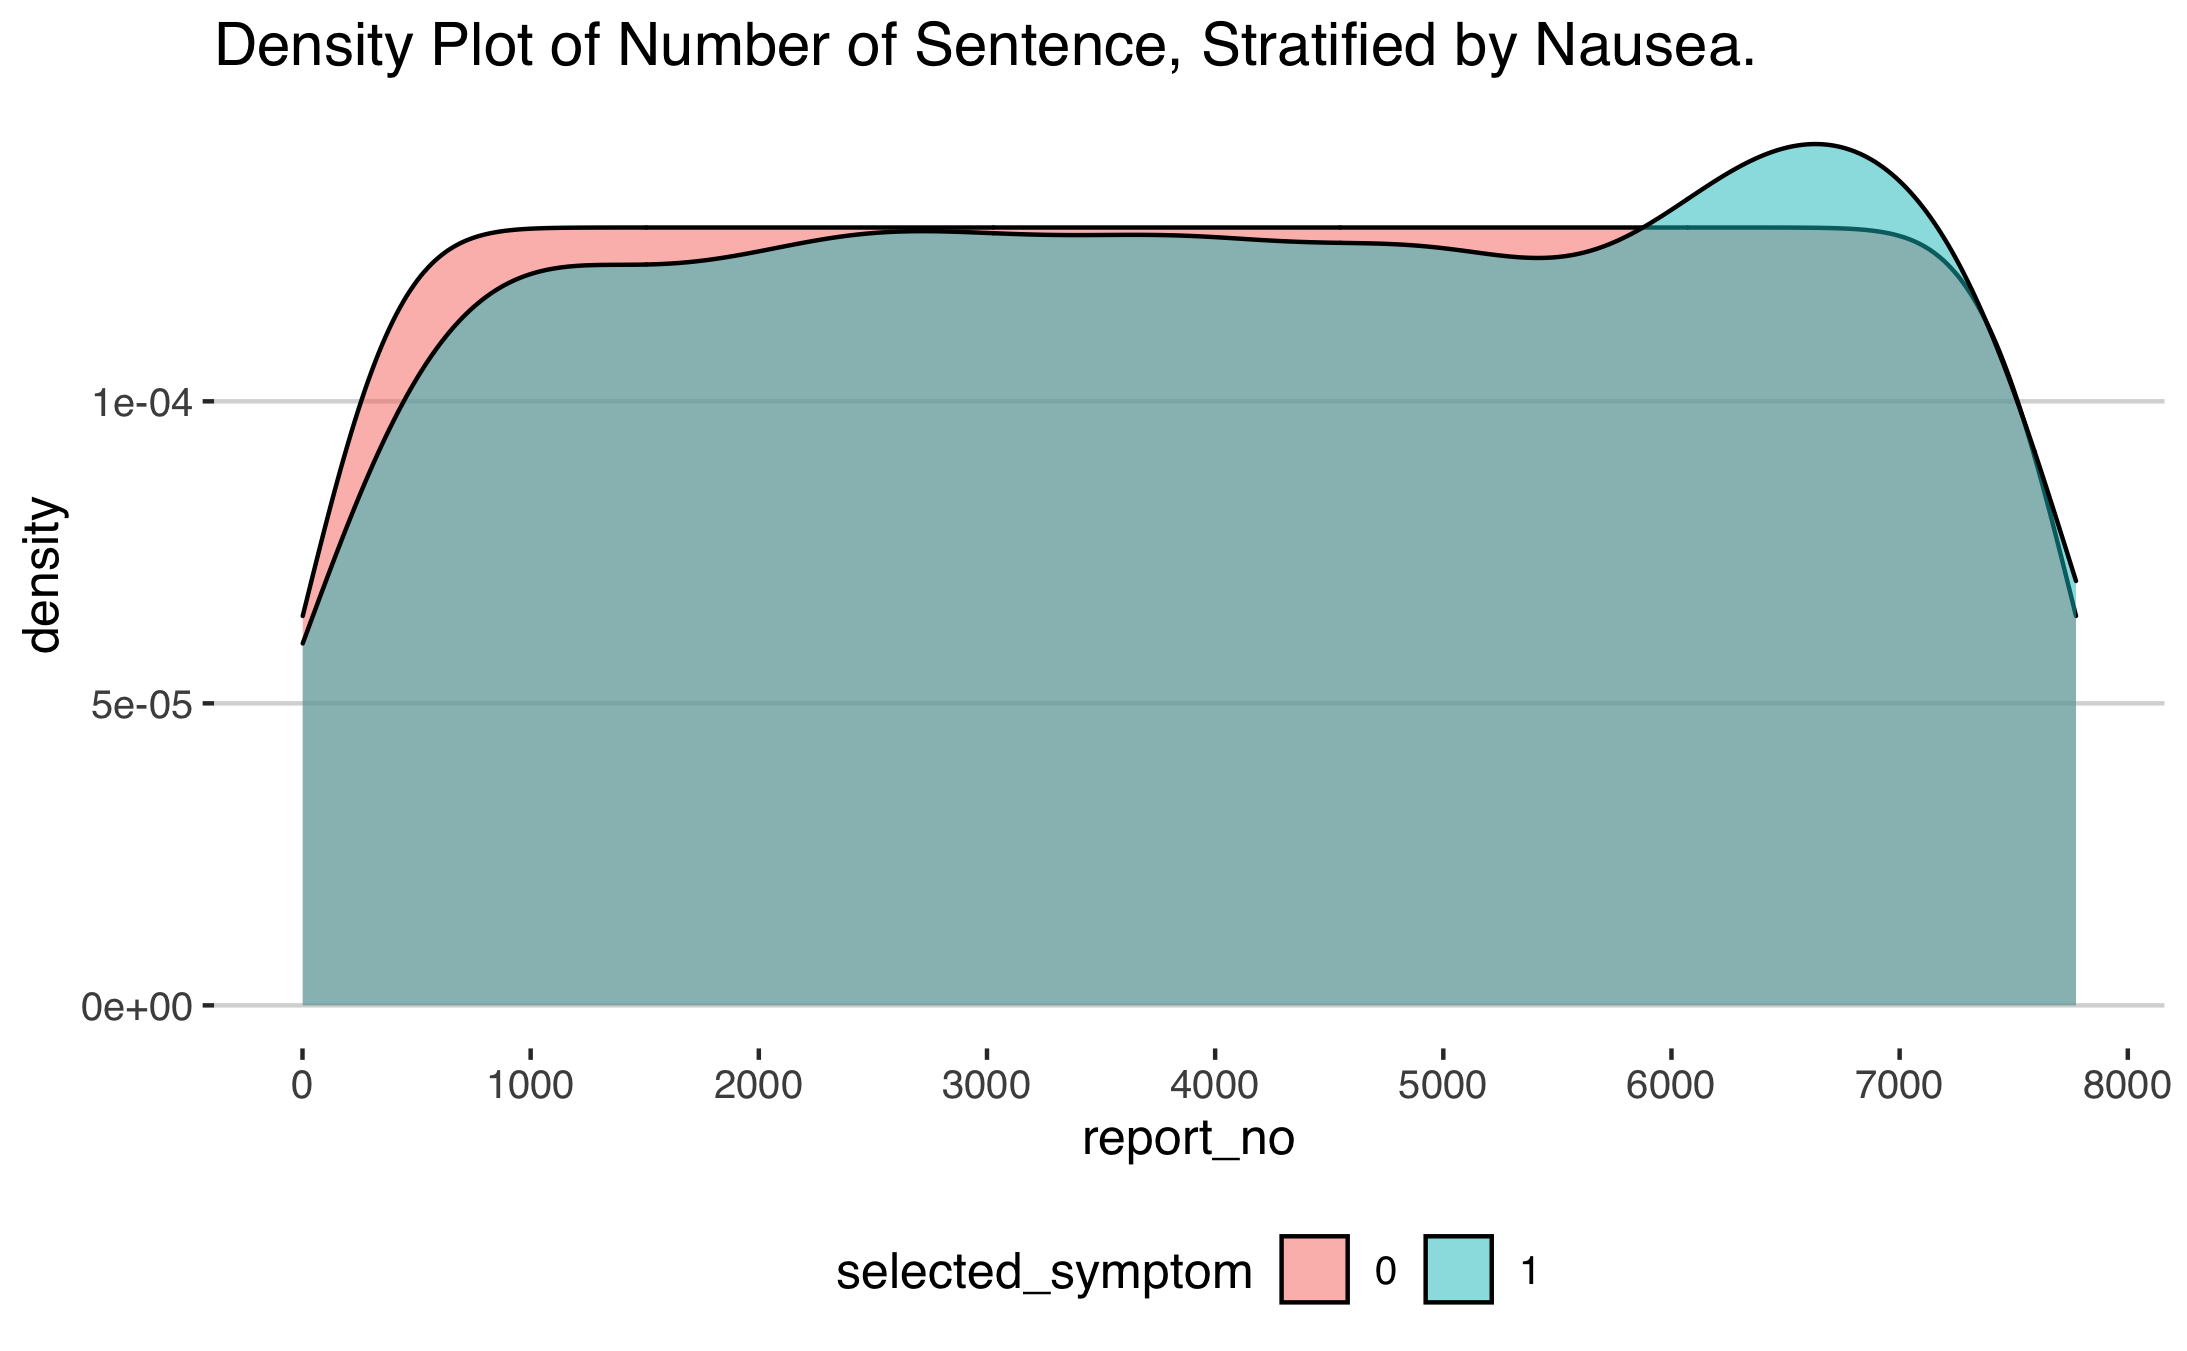 Density Plot of Number of Sentence, Stratified by Nausea.
density
1e-04
5e-05
0e+00
0 1000 2000 3000 4000 5000 6000 7000 8000
report_no
selected_symptom 0 1